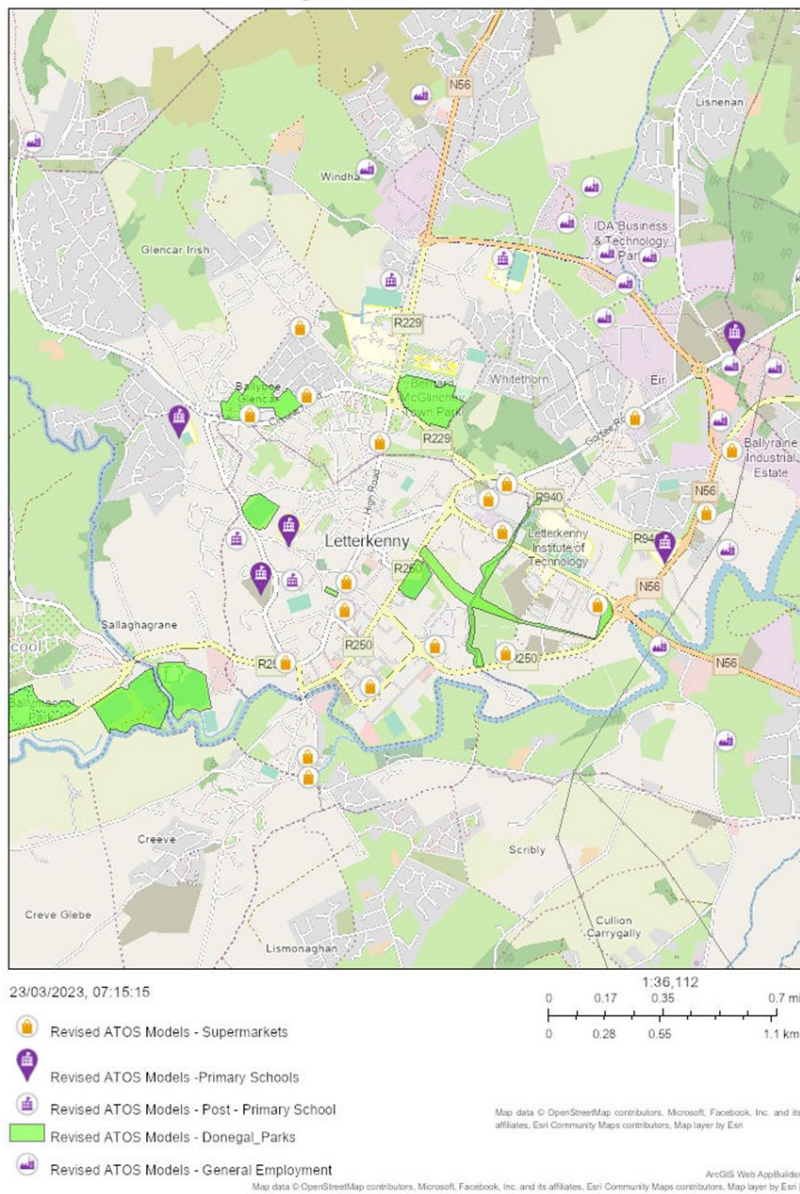 N56
Lisnenan
Windha
IDA Business
& Technology
Par
Glencar Irish
R229
Whitethorn
Eir
Ballyboe
Glencar
Bernard
McGlinchey
Town Park
Gortlee Ro
R229
Ballyraine
Industrial
Estate
High Road
N56
R940
Letterkenny
Letterkenny
Institute of
Technology
R94
R250
N56
Sallaghagrane
cool
R250
R25
R250
N56
Ballymacool
Park
Creeve
Scribly
Creve Glebe
Cullion
Carrygally
Lismonaghan
23/03/2023, 07:15:15
1:36,112
0 0.17 0.35 0.7 mi
0 0.28 0.55 1.1 km
Revised ATOS Models - Supermarkets
Revised ATOS Models -Primary Schools
Revised ATOS Models - Post - Primary School
Revised ATOS Models - Donegal_Parks
Revised ATOS Models - General Employment
Map data © OpenStreetMap contributors, Microsoft, Facebook, Inc. and its
affiliates, Esri Community Maps contributors, Map layer by Esri
ArcGIS Web AppBuilder
Map data © OpenStreetMap contributors, Microsoft, Facebook, Inc. and its affiliates, Esri Community Maps contributors, Map layer by Esri |